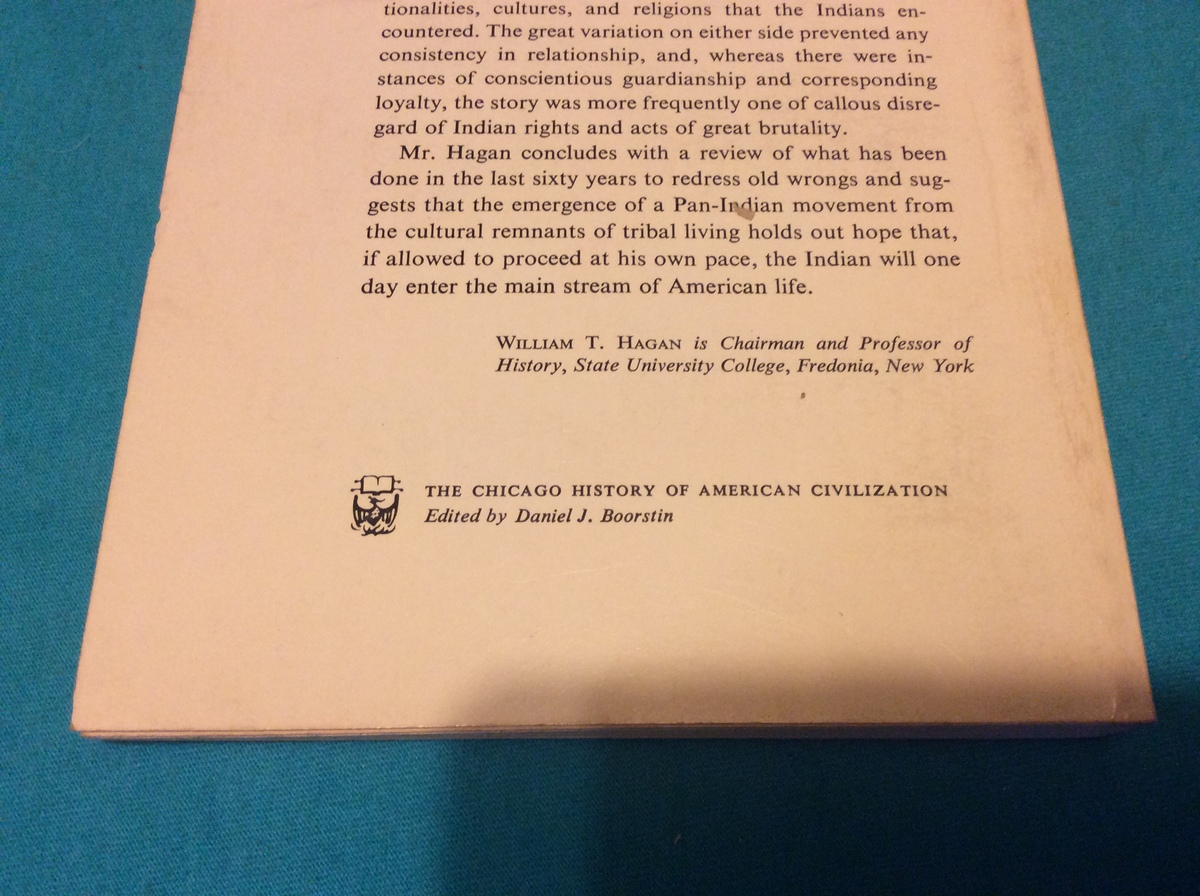 tionalities, cultures, and religions that the Indians en-
countered. The great variation on either side prevented any
consistency in relationship, and, whereas there were in-
stances of conscientious guardianship and corresponding
loyalty, the story was more frequently one of callous disre-
gard of Indian rights and acts of great brutality.
Mr. Hagan concludes with a review of what has been
done in the last sixty years to redress old wrongs and sug-
gests that the emergence of a Pan-Indian movement from
the cultural remnants of tribal living holds out hope that,
if allowed to proceed at his own pace, the Indian will one
day enter the main stream of American life.
WILLIAM T. HAGAN is Chairman and Professor of
History, State University College, Fredonia, New York
THE CHICAGO HISTORY OF AMERICAN CIVILIZATION
Edited by Daniel J. Boorstin